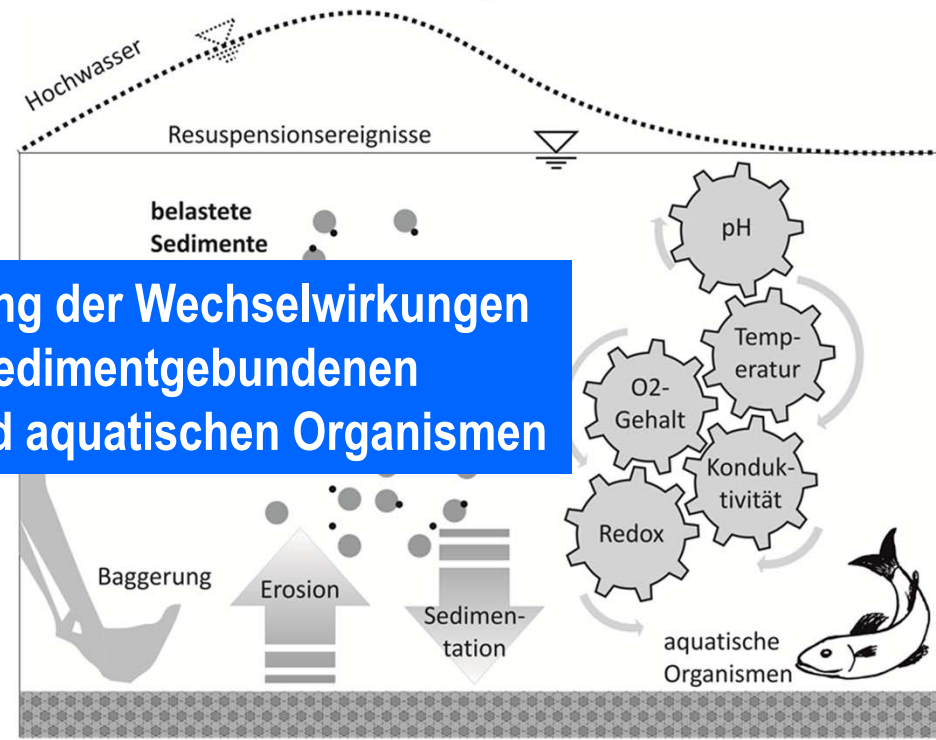 Hochwasser
Resuspensionsereignisse
belastete
Sedimente
ng der Wechselwirkungen
edimentgebundenen
d aquatischen Organismen
pH
Temp-
eratur
O2-
Gehalt
Konduk-
tivität
Redox
Baggerung
Erosion
Sedimen-
tation
aquatische
Organismen